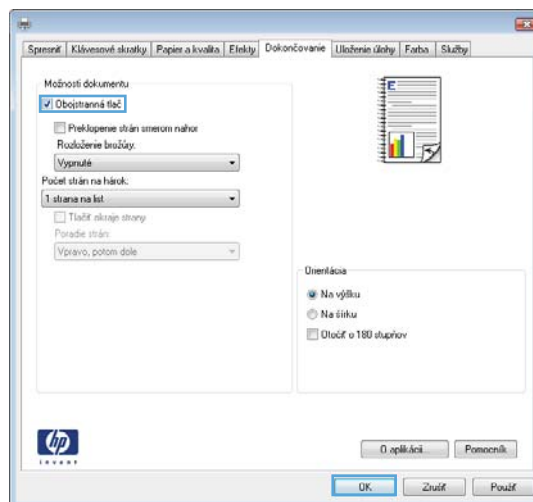 Spresniť Klávesové skratky Papier a kvalita Efekty Dokončovanie Uloženie úlohy Farba Služby
Možnosti dokumentu
Obojstranná tlač
Preklopenie strán smerom nahor
Rozloženie brožúry:
Vypnuté
Počet strán na hárok:
1 strana na list
Tlačiť okraje strany
Poradie strán:
Vpravo, potom dole
E
Orientácia
Na výšku
Na šírku
Otočiť o 180 stupňov
hp
invent
O aplikácii...
Pomocník
OK
Zrušiť
Použiť